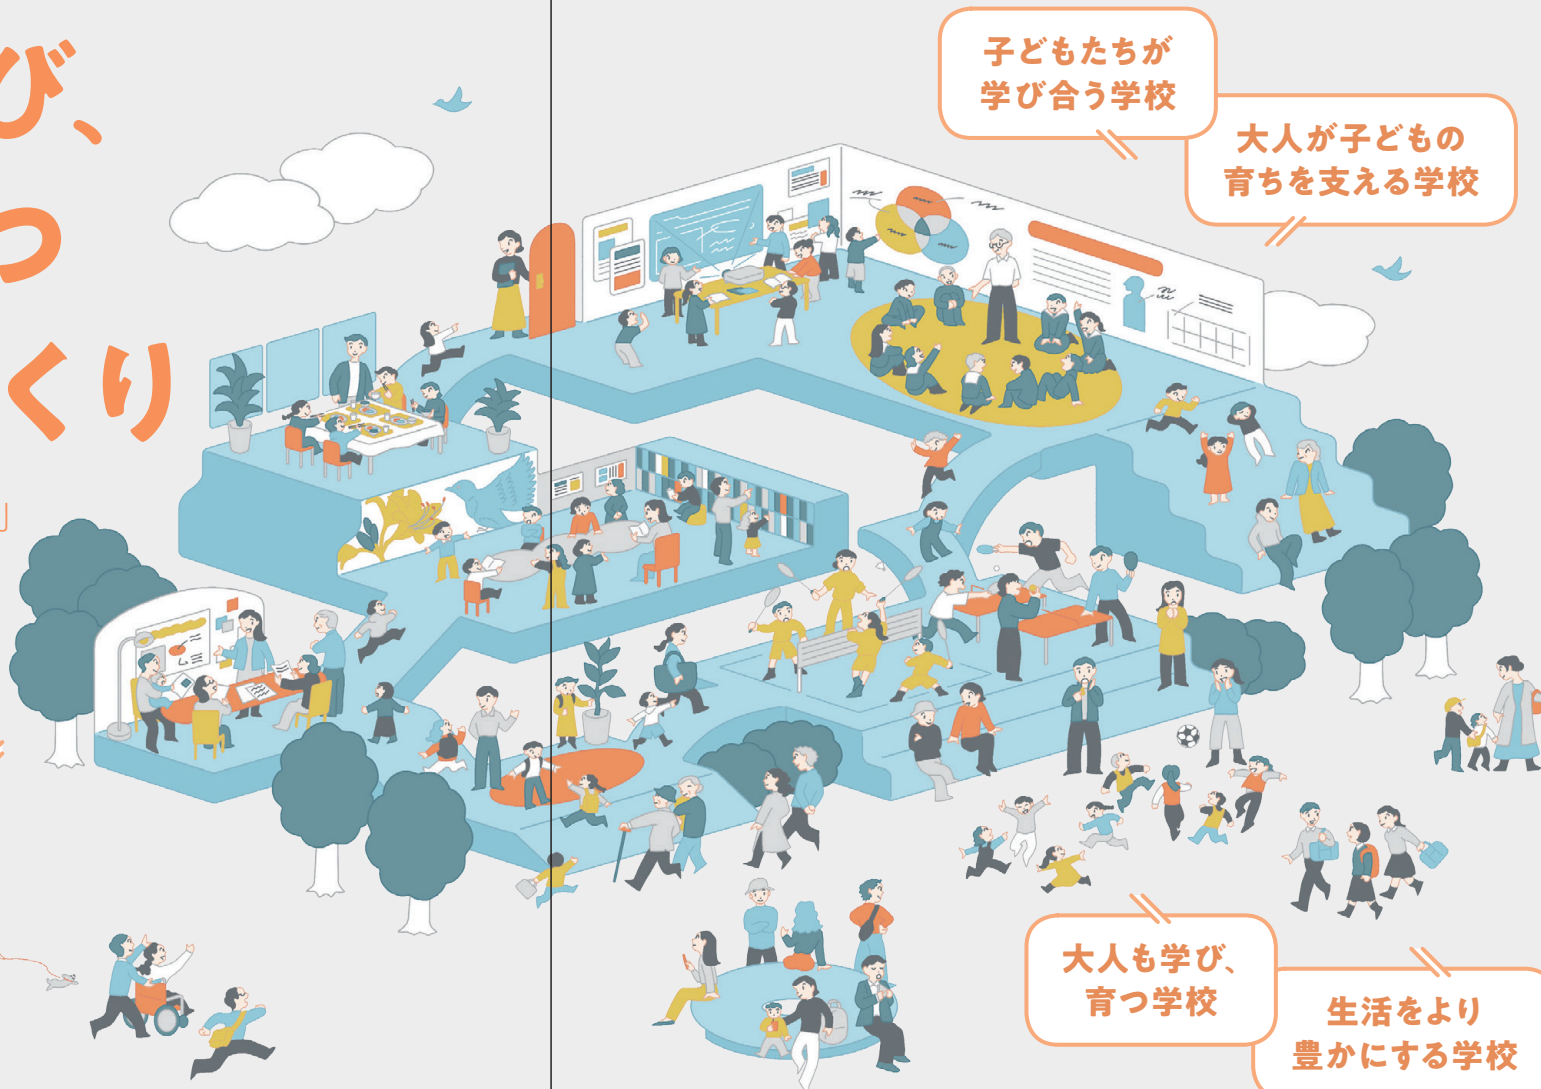 び、
つ
くり
子どもたちが
学び合う学校
大人が子どもの
育ちを支える学校
大人も学び、
育つ学校
生活をより
豊かにする学校